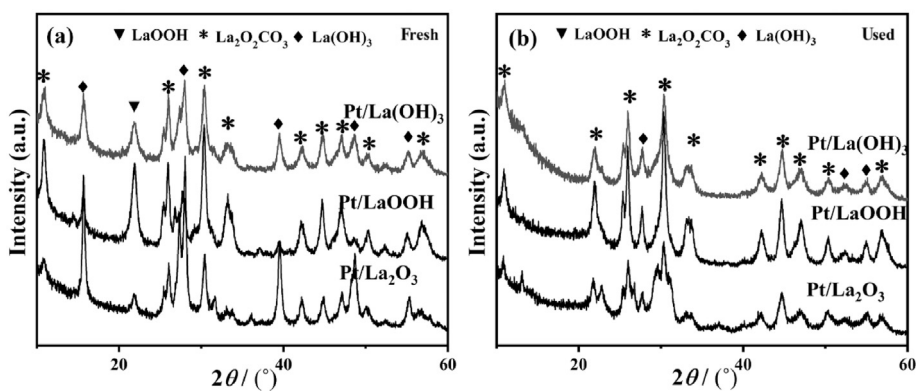 (a)
▼ LaOOH * La₂O₂CO₃ ♦ La(OH)₃ Fresh
Pt/La(OH)₃
Pt/LaOOH
Pt/La₂O₃
Intensity (a.u.)
20 40 60
2θ / (°)
(b)
▼ LaOOH * La₂O₂CO₃ ♦ La(OH)₃ Used
Pt/La(OH)₃
Pt/LaOOH
Pt/La₂O₃
Intensity (a.u.)
20 40 60
2θ / (°)